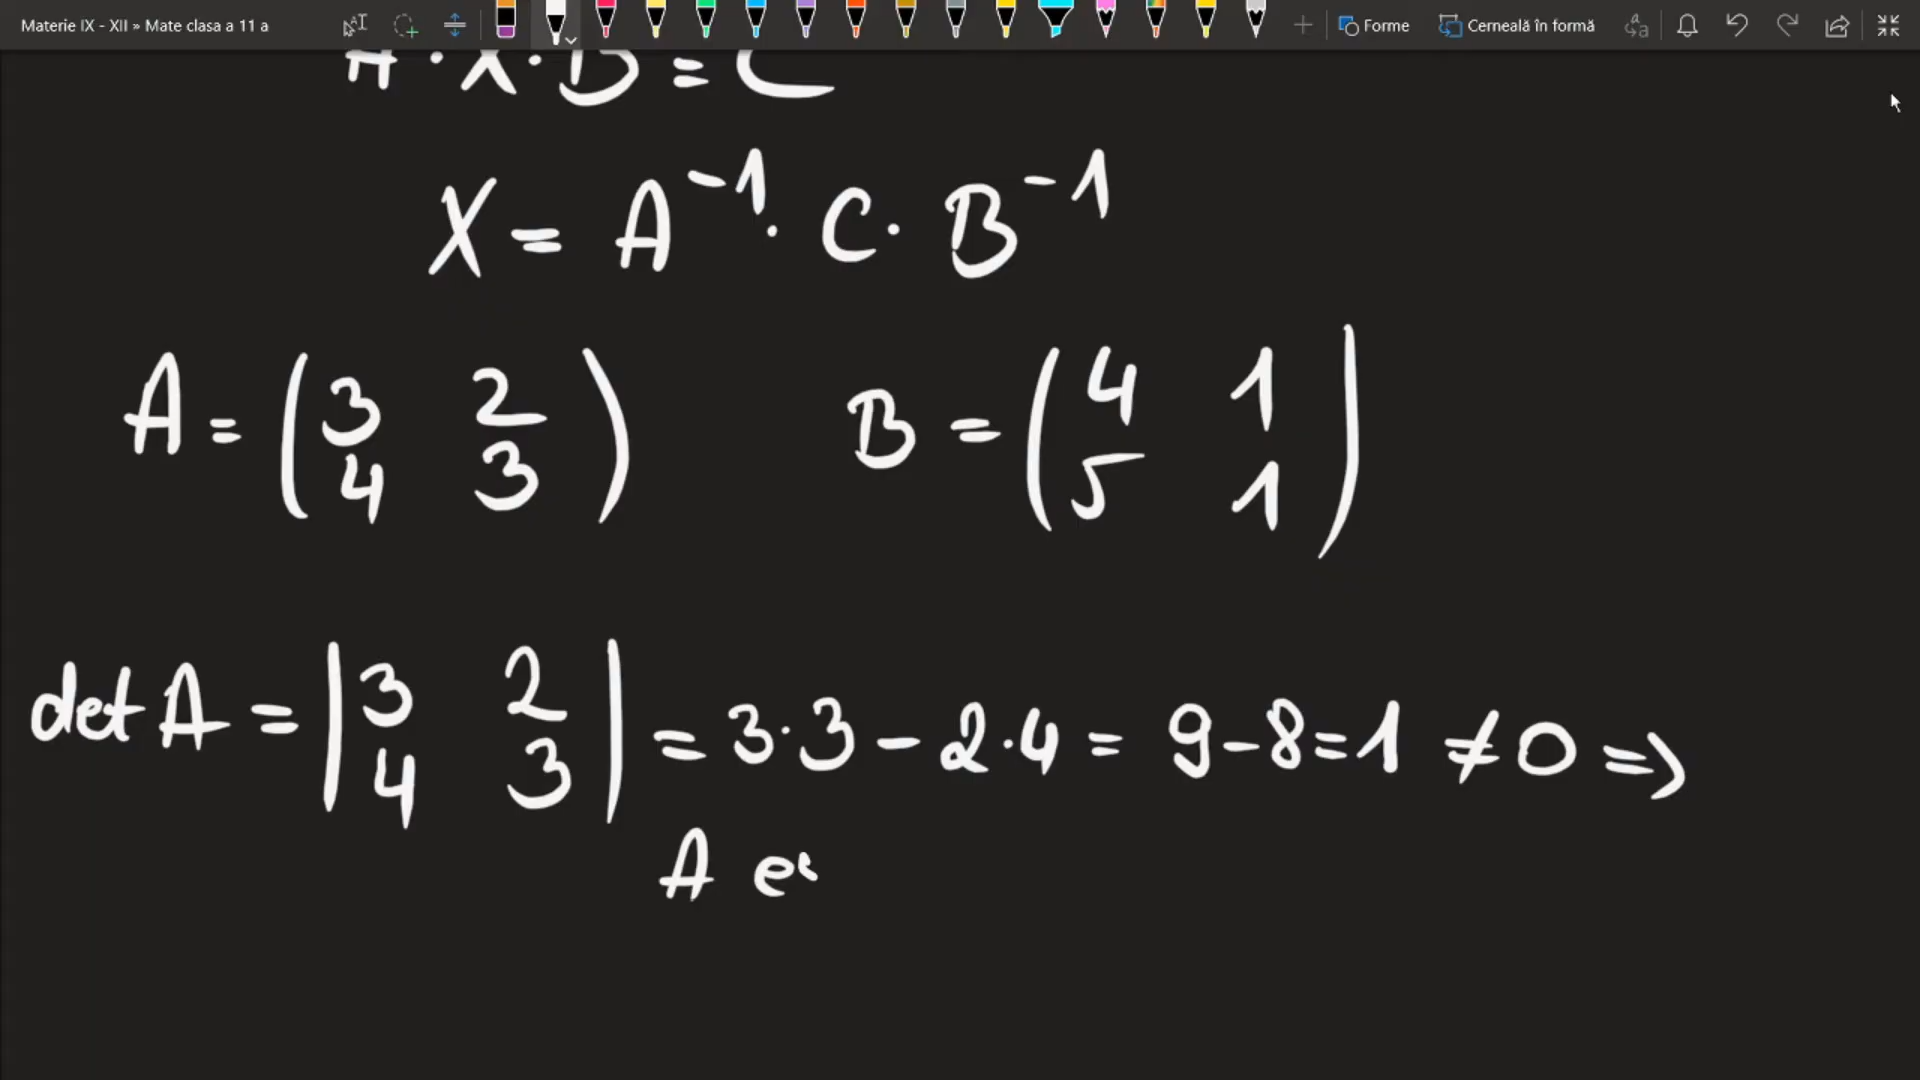 Materie IX - XII » Mate clasa a 11 a Forme Cerneală în formă
A · X · B = C
X = A⁻¹ · C · B⁻¹
A = ( 3 2 B = ( 4 1
4 3 ) 5 1 )
det A = | 3 2
4 3 | = 3·3 - 2·4 = 9-8=1 ≠ 0 =>
A